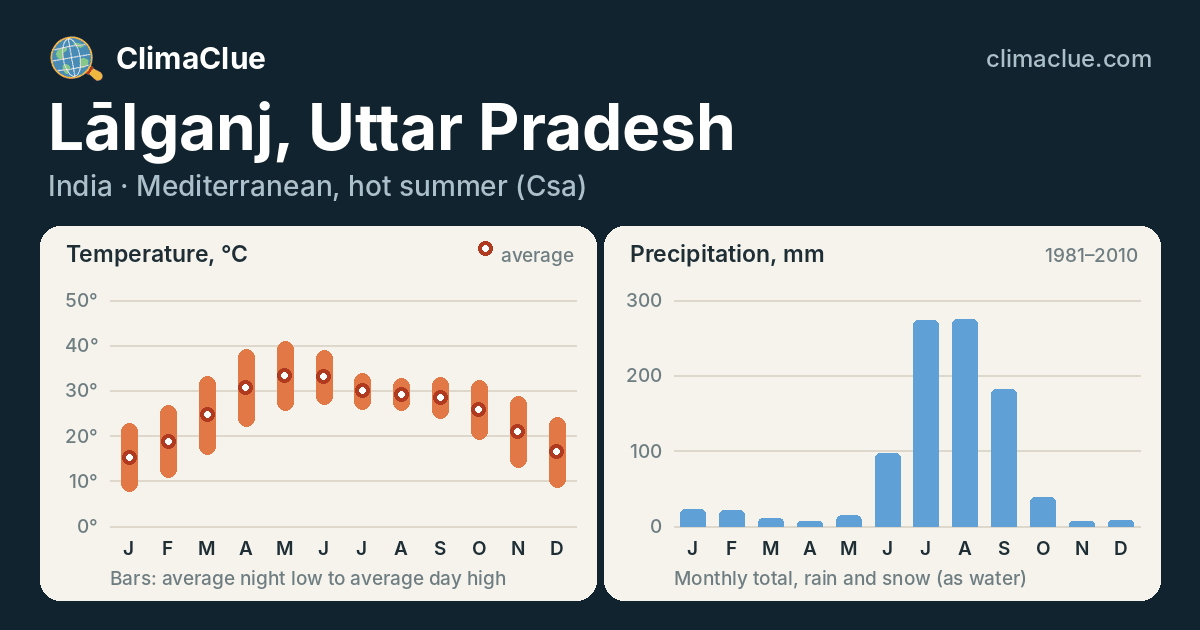 ClimaClue
climaclue.com
Lālganj, Uttar Pradesh
India · Mediterranean, hot summer (Csa)
Temperature, °C
average
50°
40°
30°
20°
10°
0°
J F M A M J J A S O N D
Bars: average night low to average day high
Precipitation, mm
1981–2010
300
200
100
0
J F M A M J J A S O N D
Monthly total, rain and snow (as water)